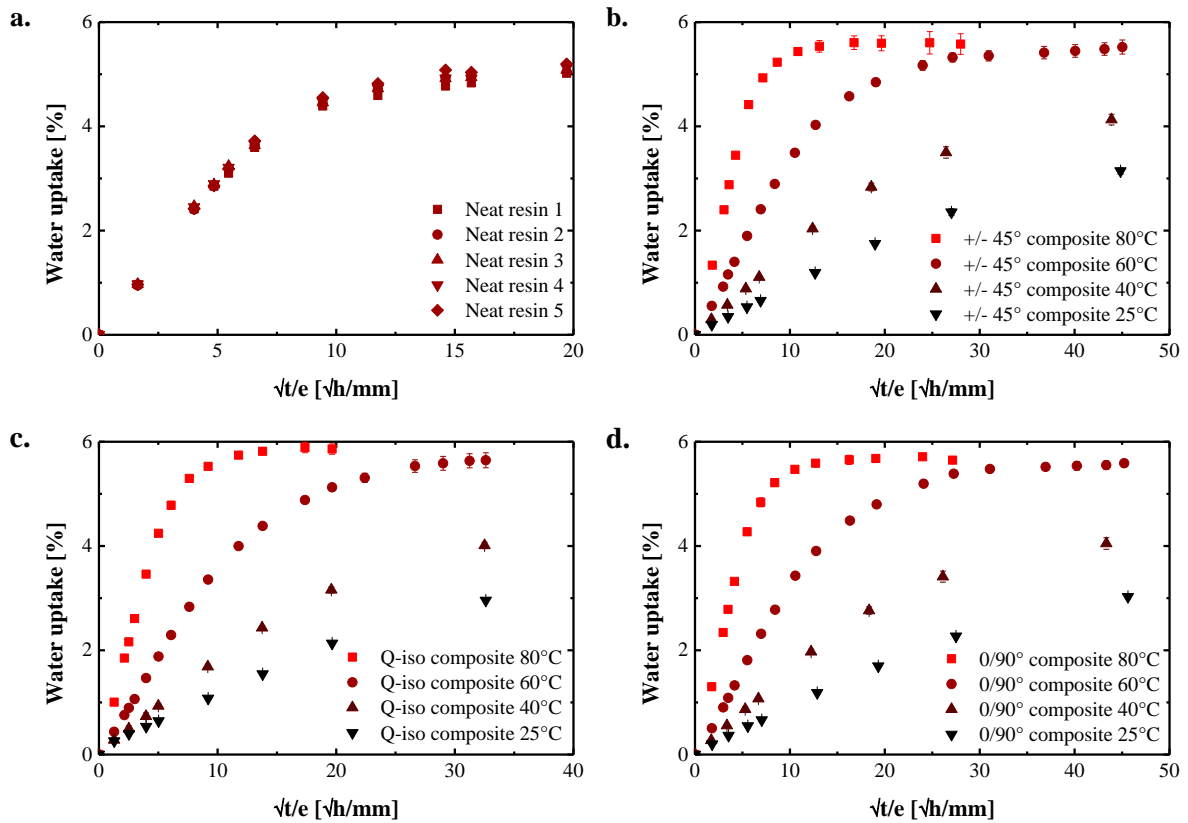 a.
Water uptake [%]
6
4
2
0
Neat resin 1
Neat resin 2
Neat resin 3
Neat resin 4
Neat resin 5
0 5 10 15 20
√t/e [√h/mm]
b.
Water uptake [%]
6
4
2
0
+/- 45° composite 80°C
+/- 45° composite 60°C
+/- 45° composite 40°C
+/- 45° composite 25°C
0 10 20 30 40 50
√t/e [√h/mm]
c.
Water uptake [%]
6
4
2
0
Q-iso composite 80°C
Q-iso composite 60°C
Q-iso composite 40°C
Q-iso composite 25°C
0 10 20 30 40
√t/e [√h/mm]
d.
Water uptake [%]
6
4
2
0
0/90° composite 80°C
0/90° composite 60°C
0/90° composite 40°C
0/90° composite 25°C
0 10 20 30 40 50
√t/e [√h/mm]